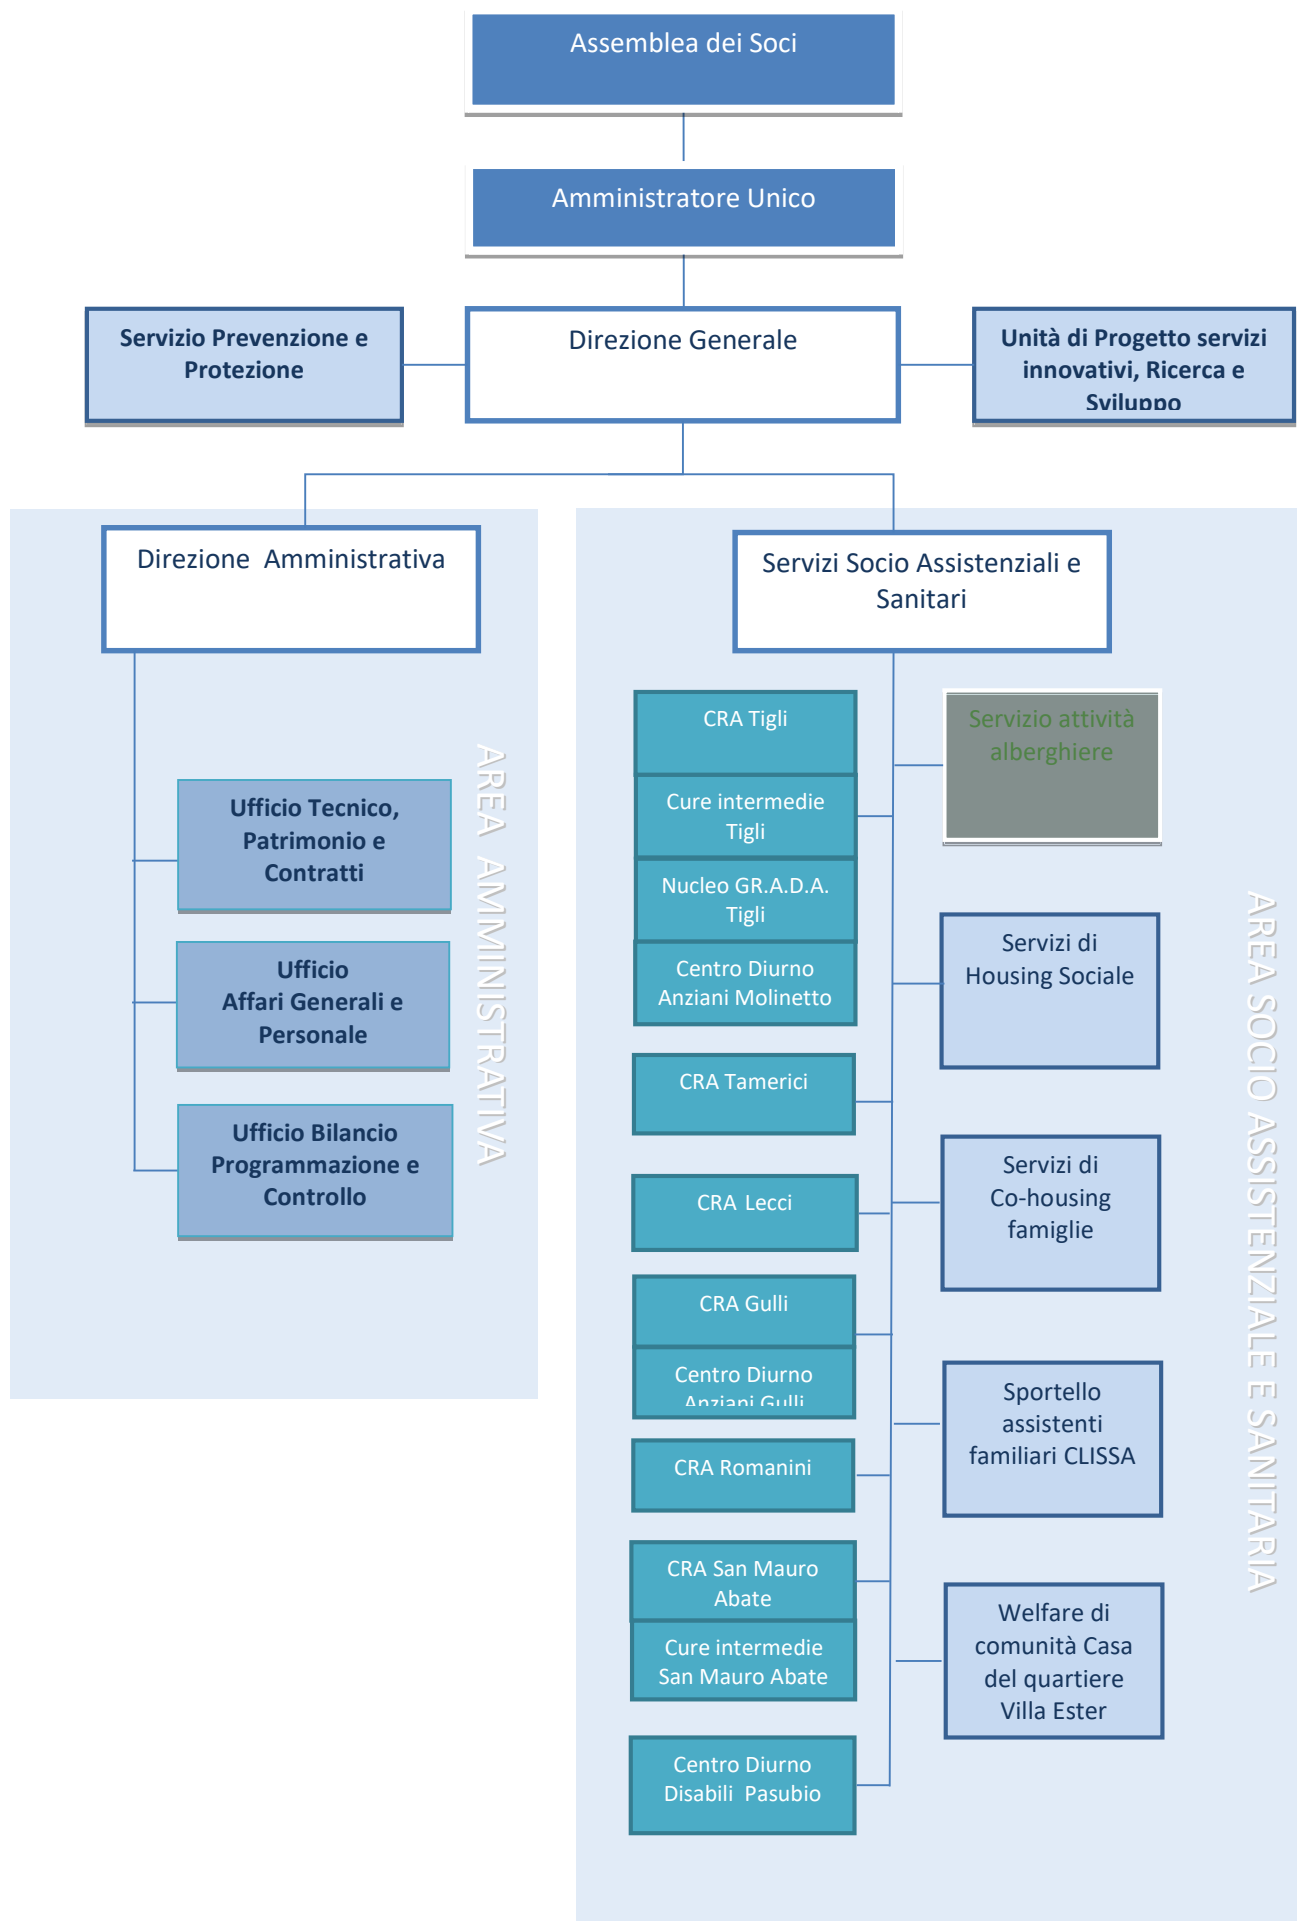 Assemblea dei Soci
Amministratore Unico
Servizio Prevenzione e
Protezione
Direzione Generale
Unità di Progetto servizi
innovativi, Ricerca e
Sviluppo
Direzione  Amministrativa
Ufficio Tecnico,
Patrimonio e
Contratti
Ufficio
Affari Generali e
Personale
Ufficio Bilancio
Programmazione e
Controllo
AREA  AMMINISTRATIVA
Servizi Socio Assistenziali e
Sanitari
CRA Tigli
Cure intermedie
Tigli
Nucleo GR.A.D.A.
Tigli
Centro Diurno
Anziani Molinetto
CRA Tamerici
CRA Lecci
CRA Gulli
Centro Diurno
Anziani Gulli
CRA Romanini
CRA San Mauro
Abate
Cure intermedie
San Mauro Abate
Centro Diurno
Disabili  Pasubio
Servizio attività
alberghiere
Servizi di
Housing Sociale
Servizi di
Co-housing
famiglie
Sportello
assistenti
familiari CLISSA
Welfare di
comunità Casa
del quartiere
Villa Ester
AREA SOCIO ASSISTENZIALE E SANITARIA